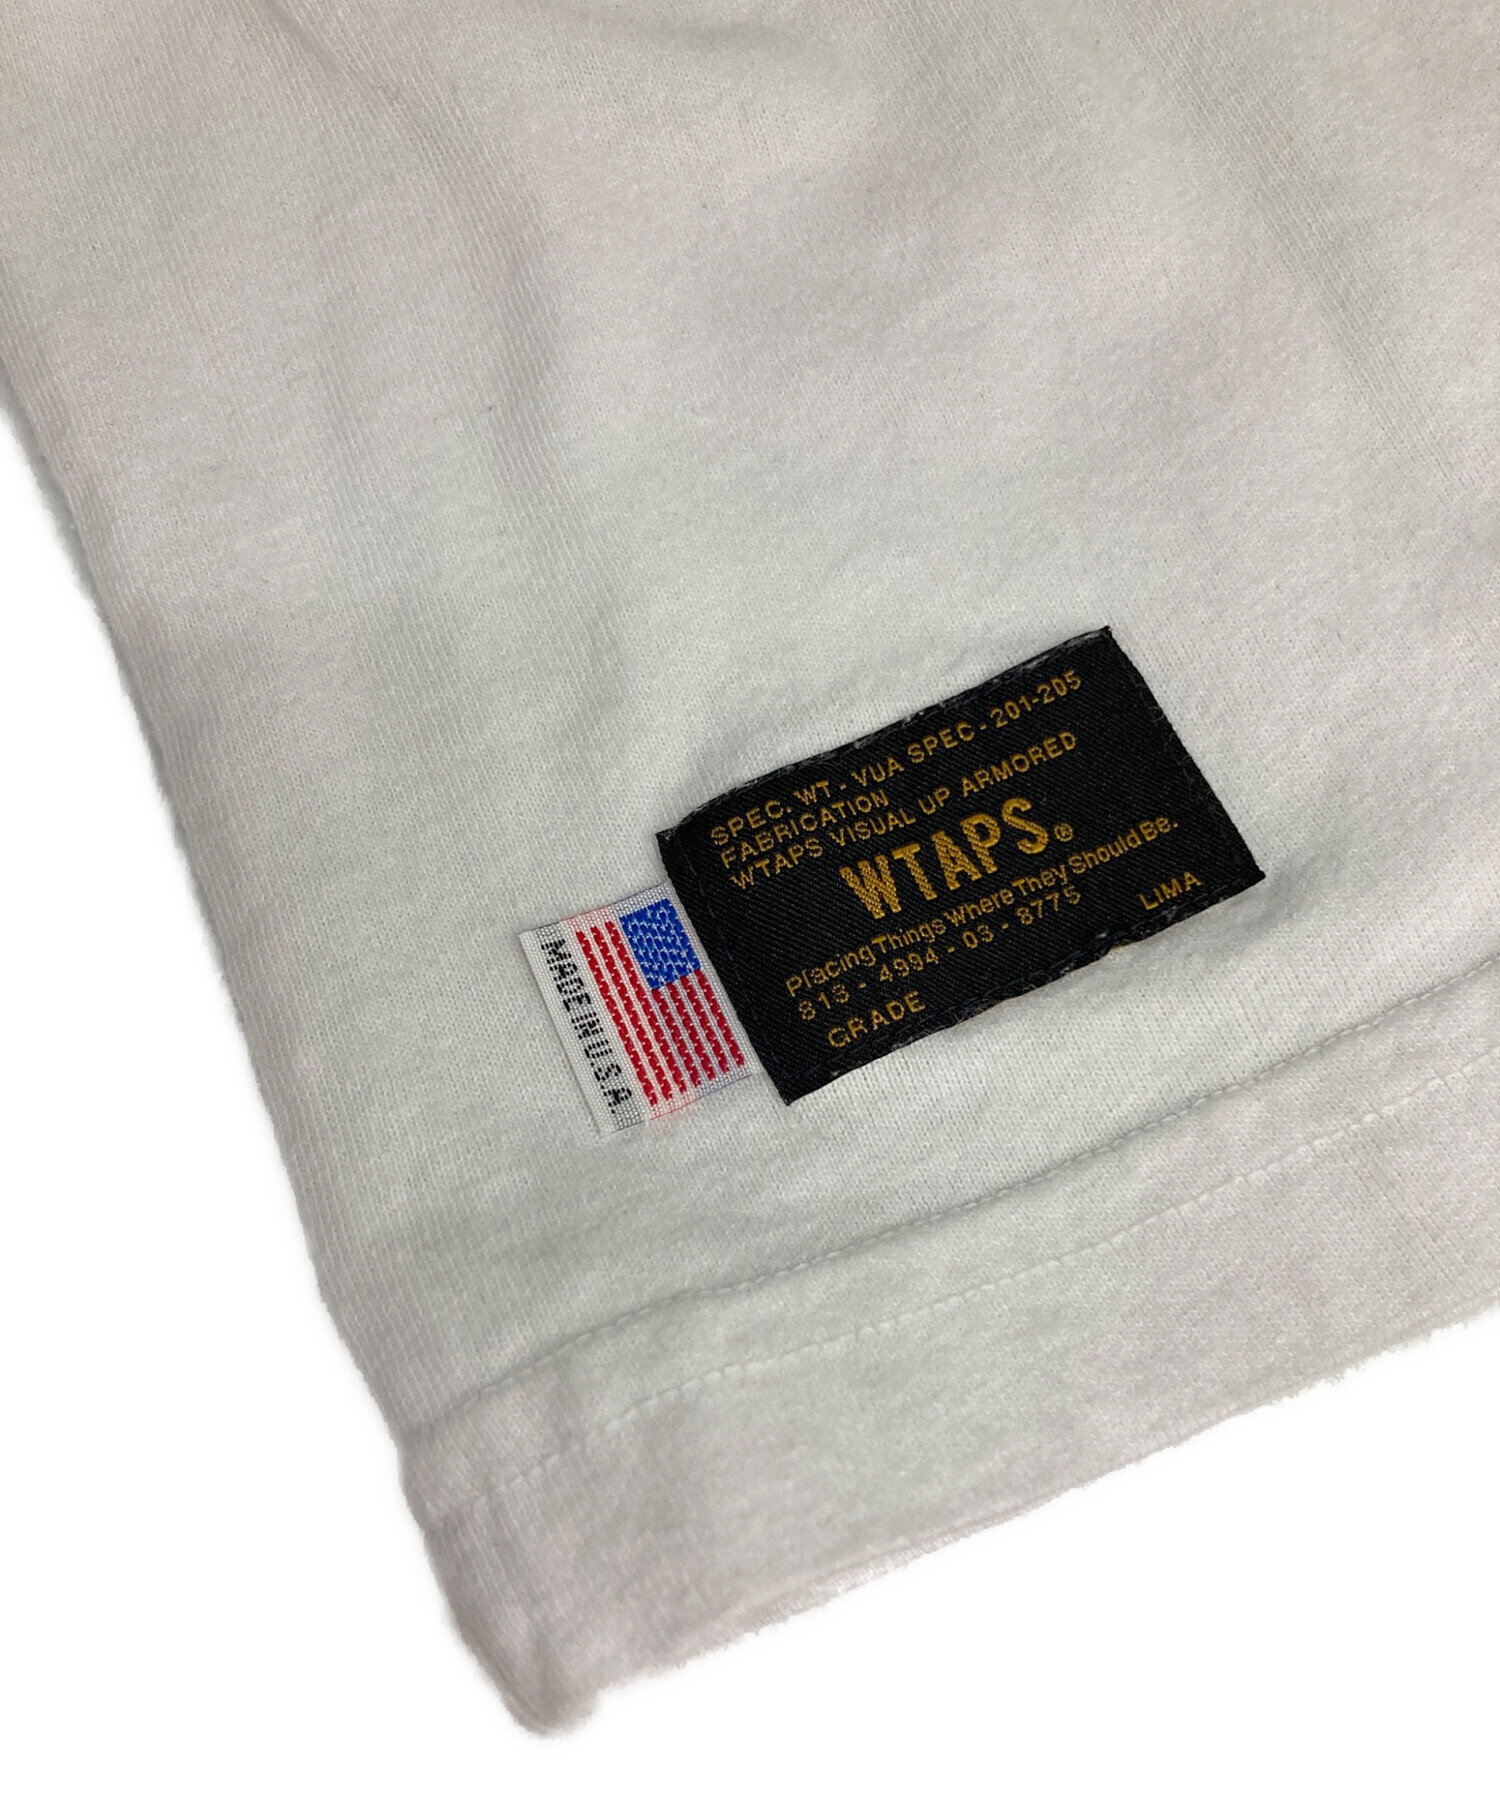 SPEC. WT - VUA SPEC - 201-205
FABRICATION
WTAPS VISUAL UP ARMORED
WTAPS®
Placing Things Where They Should Be.
813 - 4994 - 03 - 8775
GRADE LIMA
MADE IN U.S.A.